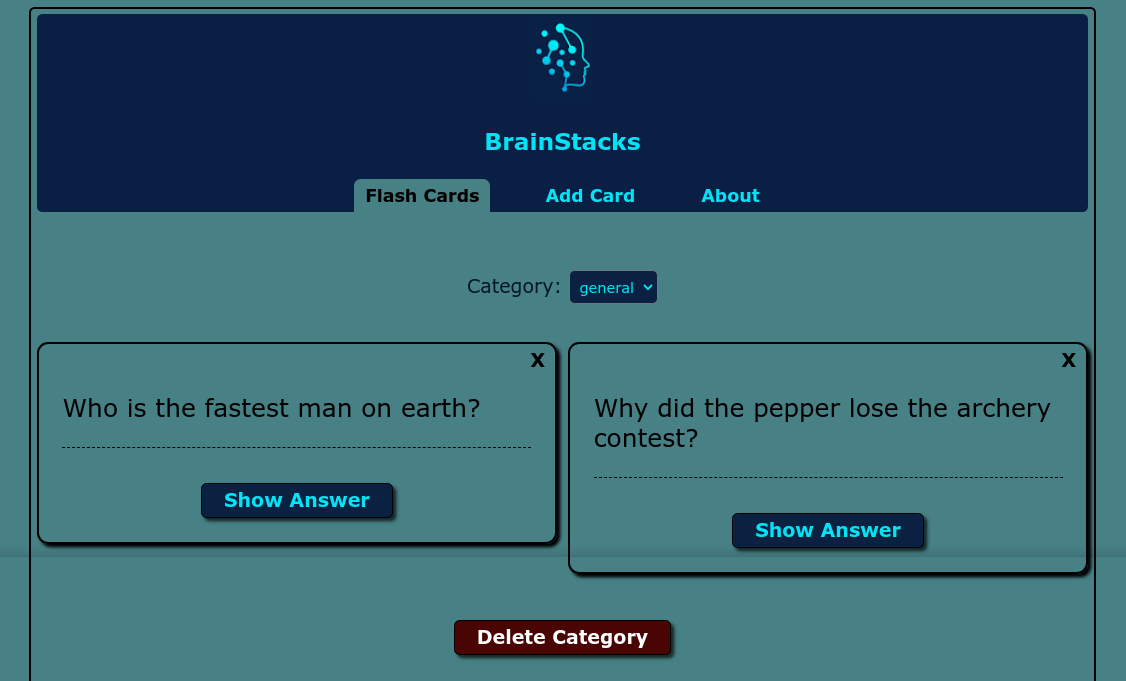 BrainStacks
Flash Cards Add Card About
Category: general
X
Who is the fastest man on earth?
Show Answer
X
Why did the pepper lose the archery
contest?
Show Answer
Delete Category